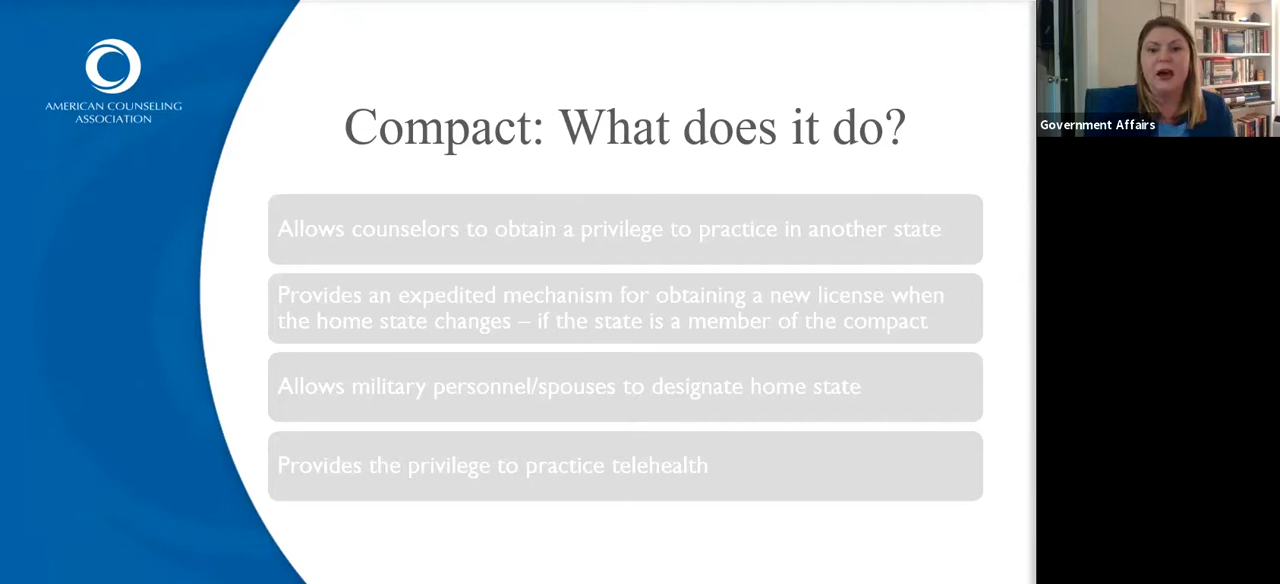 AMERICAN COUNSELING
ASSOCIATION
Compact: What does it do?
Allows counselors to obtain a privilege to practice in another state
Provides an expedited mechanism for obtaining a new license when
the home state changes – if the state is a member of the compact
Allows military personnel/spouses to designate home state
Provides the privilege to practice telehealth
Government Affairs